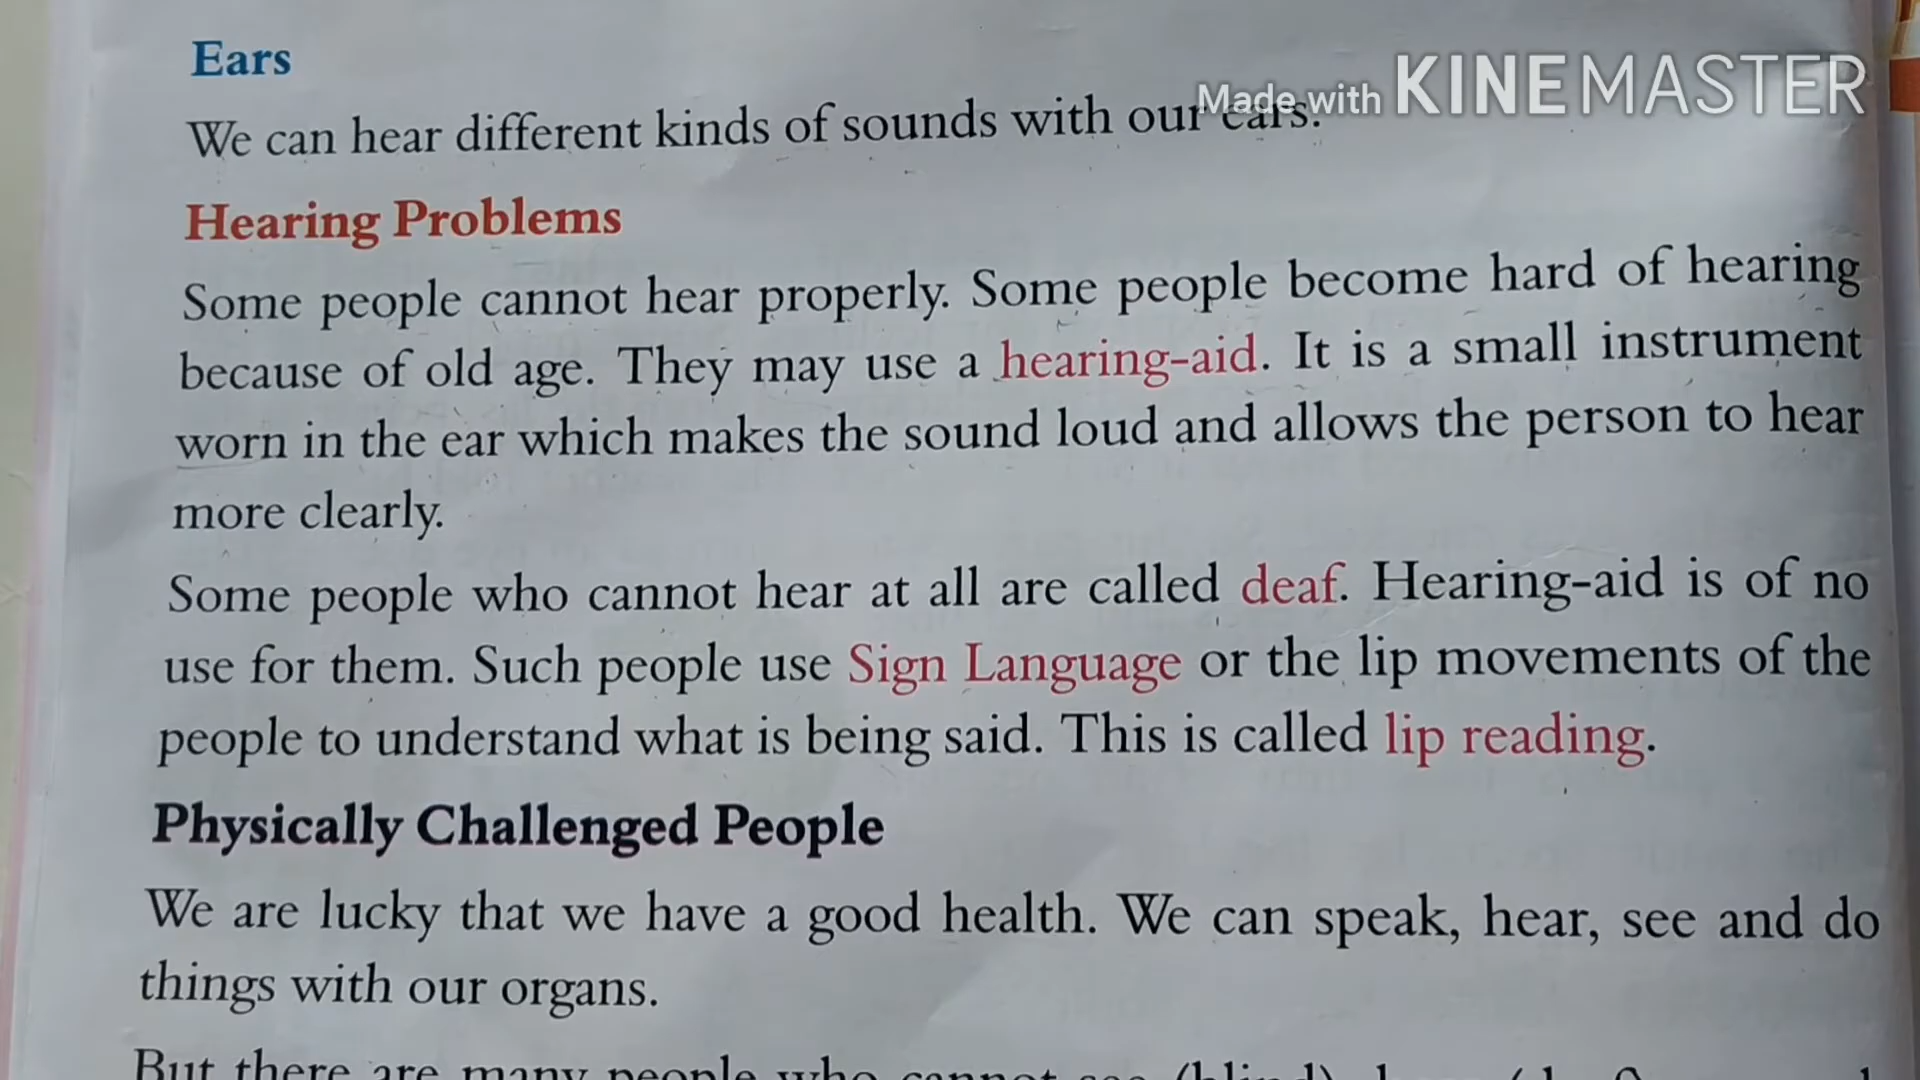 Ears
Made with KINEMASTER
We can hear different kinds of sounds with our ears.
Hearing Problems
Some people cannot hear properly. Some people become hard of hearing
because of old age. They may use a hearing-aid. It is a small instrument
worn in the ear which makes the sound loud and allows the person to hear
more clearly.
Some people who cannot hear at all are called deaf. Hearing-aid is of no
use for them. Such people use Sign Language or the lip movements of the
people to understand what is being said. This is called lip reading.
Physically Challenged People
We are lucky that we have a good health. We can speak, hear, see and do
things with our organs.
But there are many people who cannot see (blind)